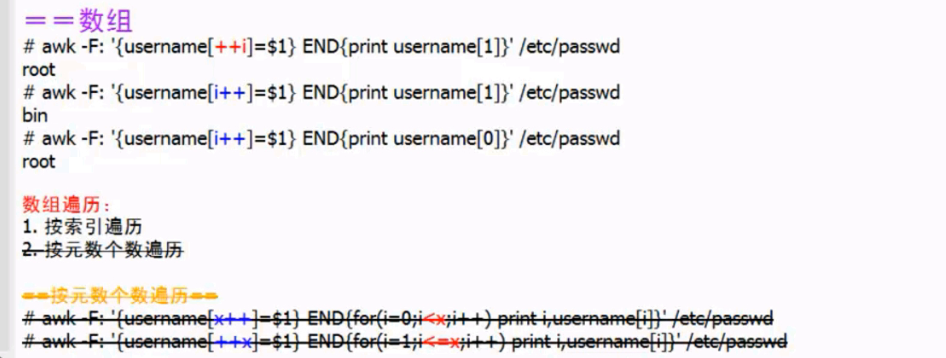 ==数组
# awk -F: '{username[++i]=$1} END{print username[1]}' /etc/passwd
root
# awk -F: '{username[i++]=$1} END{print username[1]}' /etc/passwd
bin
# awk -F: '{username[i++]=$1} END{print username[0]}' /etc/passwd
root
数组遍历：
1. 按索引遍历
2. 按元数个数遍历
==按元数个数遍历==
# awk -F: '{username[x++]=$1} END{for(i=0;i<x;i++) print i,username[i]}' /etc/passwd
# awk -F: '{username[++x]=$1} END{for(i=1;i<=x;i++) print i,username[i]}' /etc/passwd